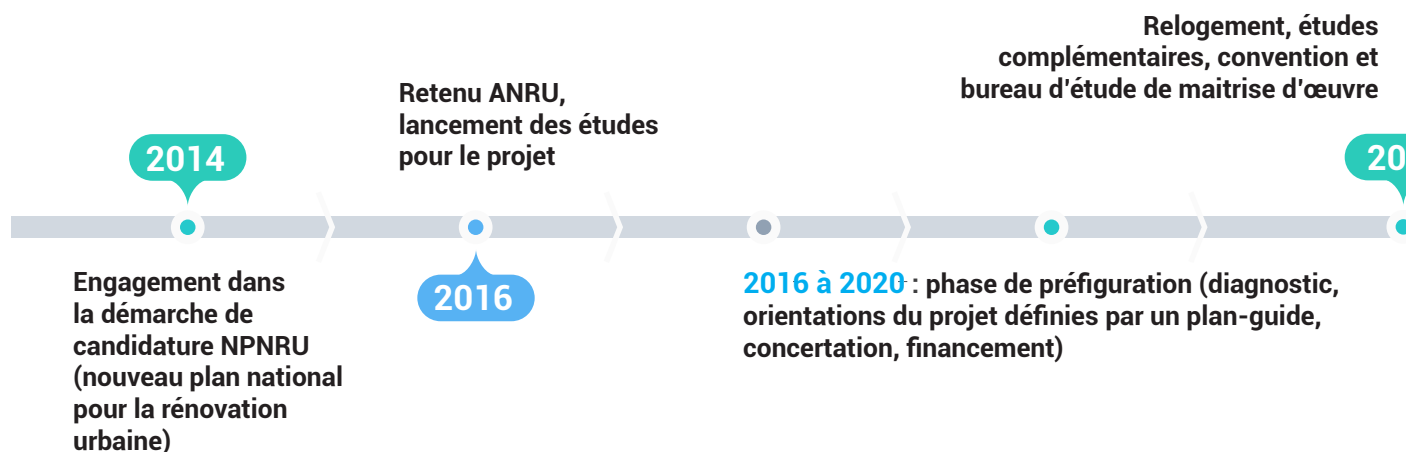 2014
Engagement dans
la démarche de
candidature NPNRU
(nouveau plan national
pour la rénovation
urbaine)
Retenu ANRU,
lancement des études
pour le projet
2016
2016 à 2020 : phase de préfiguration (diagnostic,
orientations du projet définies par un plan-guide,
concertation, financement)
Relogement, études
complémentaires, convention et
bureau d'étude de maitrise d'œuvre
20